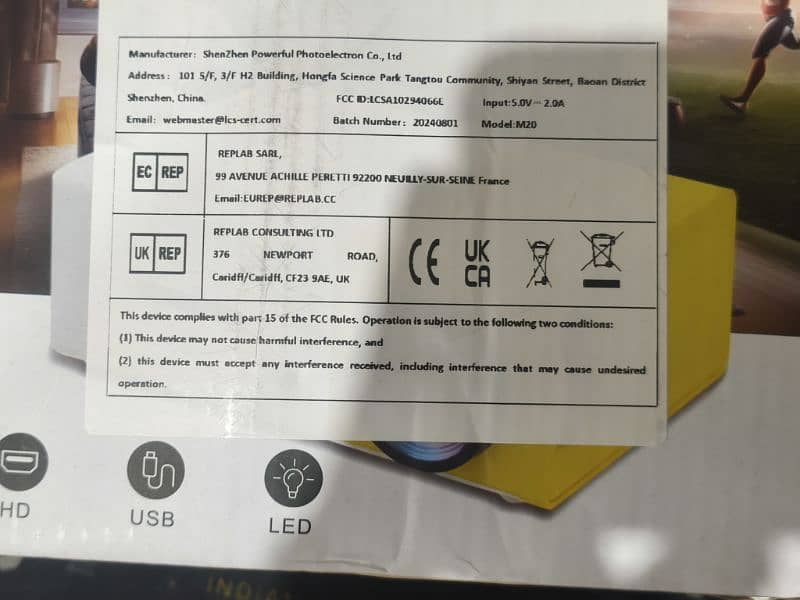 Manufacturer: ShenZhen Powerful Photoelectron Co., Ltd
Address: 101 S/F, 3/F H2 Building, Hongfa Science Park Tangtou Community, Shiyan Street, Baoan District
Shenzhen, China. FCC ID:LCSA10294066E Input:5.0V⎓2.0A
Email: webmaster@lcs-cert.com Batch Number: 20240801 Model:M20
EC REP
REPLAB SARL,
99 AVENUE ACHILLE PERETTI 92200 NEUILLY-SUR-SEINE France
Email:EUREP@REPLAB.CC
UK REP
REPLAB CONSULTING LTD
376 NEWPORT ROAD,
Caridff/Caridff, CF23 9AE, UK
CE
UK
CA
This device complies with part 15 of the FCC Rules. Operation is subject to the following two conditions:
(1) This device may not cause harmful interference, and
(2) this device must accept any interference received, including interference that may cause undesired
operation.
HD
USB
LED